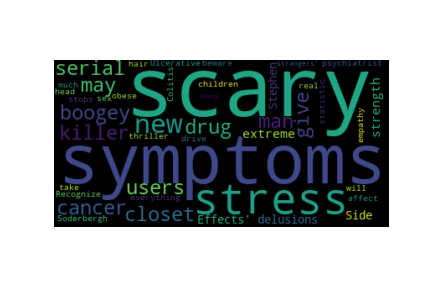 hair Ulcerative beware strangers' psychiatrist
serial scary
much may Colitis children Stephen real statistic strength
head
stops sex obese many
boogey new drug man give empathy
killer thriller drive extreme
symptoms
take users stress will
Recognize everything affect
cancer closet Side
Soderbergh Effects' delusions